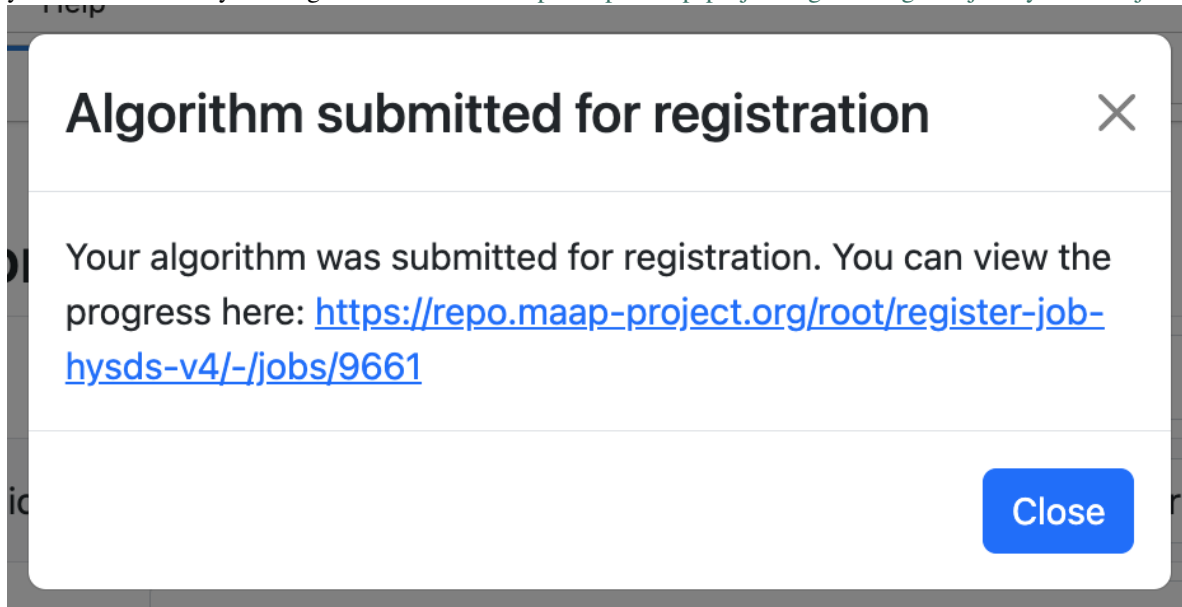 Help
Algorithm submitted for registration
Your algorithm was submitted for registration. You can view the
progress here: https://repo.maap-project.org/root/register-job-
hysds-v4/-/jobs/9661
Close